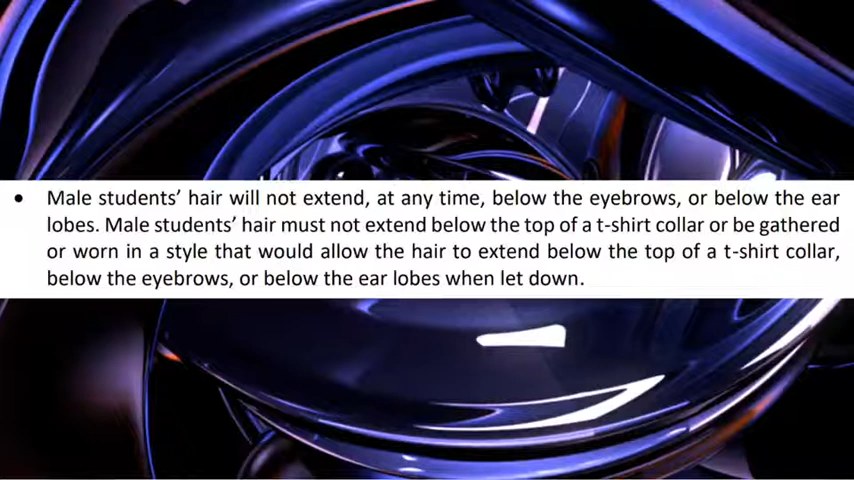 • Male students’ hair will not extend, at any time, below the eyebrows, or below the ear
lobes. Male students’ hair must not extend below the top of a t-shirt collar or be gathered
or worn in a style that would allow the hair to extend below the top of a t-shirt collar,
below the eyebrows, or below the ear lobes when let down.